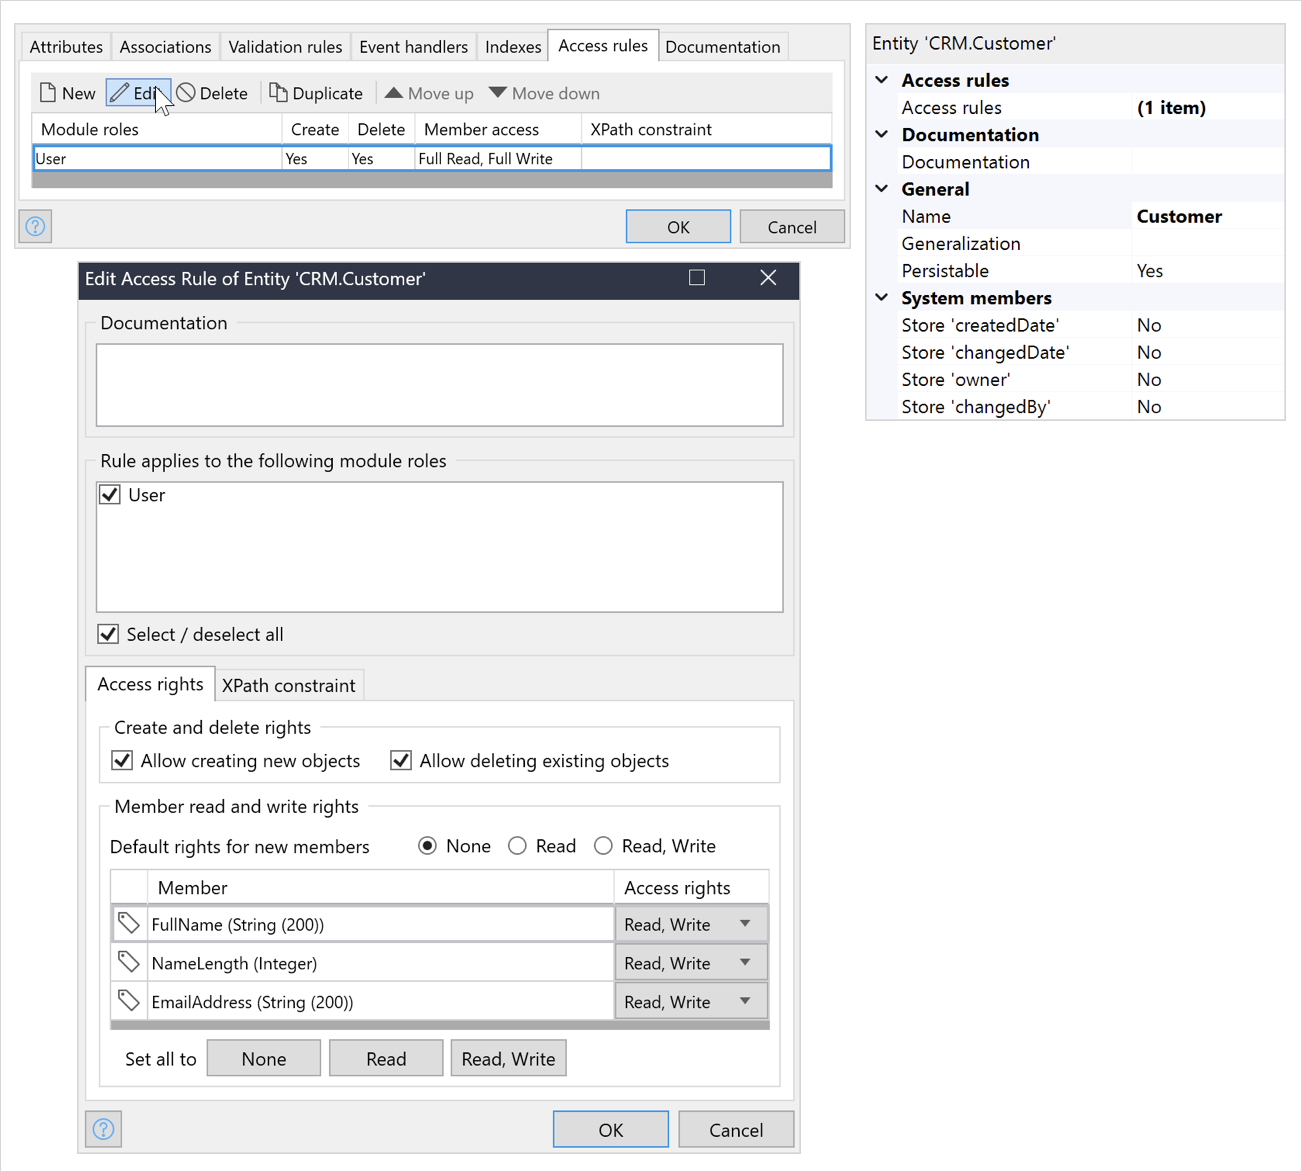 Attributes Associations Validation rules Event handlers Indexes Access rules Documentation
New Edit Delete Duplicate Move up Move down
Module roles Create Delete Member access XPath constraint
User Yes Yes Full Read, Full Write
? OK Cancel
Entity 'CRM.Customer'
Access rules
Access rules (1 item)
Documentation
Documentation
General
Name Customer
Generalization
Persistable Yes
System members
Store 'createdDate' No
Store 'changedDate' No
Store 'owner' No
Store 'changedBy' No
Edit Access Rule of Entity 'CRM.Customer'
Documentation
Rule applies to the following module roles
User
Select / deselect all
Access rights XPath constraint
Create and delete rights
Allow creating new objects Allow deleting existing objects
Member read and write rights
Default rights for new members None Read Read, Write
Member Access rights
FullName (String (200)) Read, Write
NameLength (Integer) Read, Write
EmailAddress (String (200)) Read, Write
Set all to None Read Read, Write
? OK Cancel